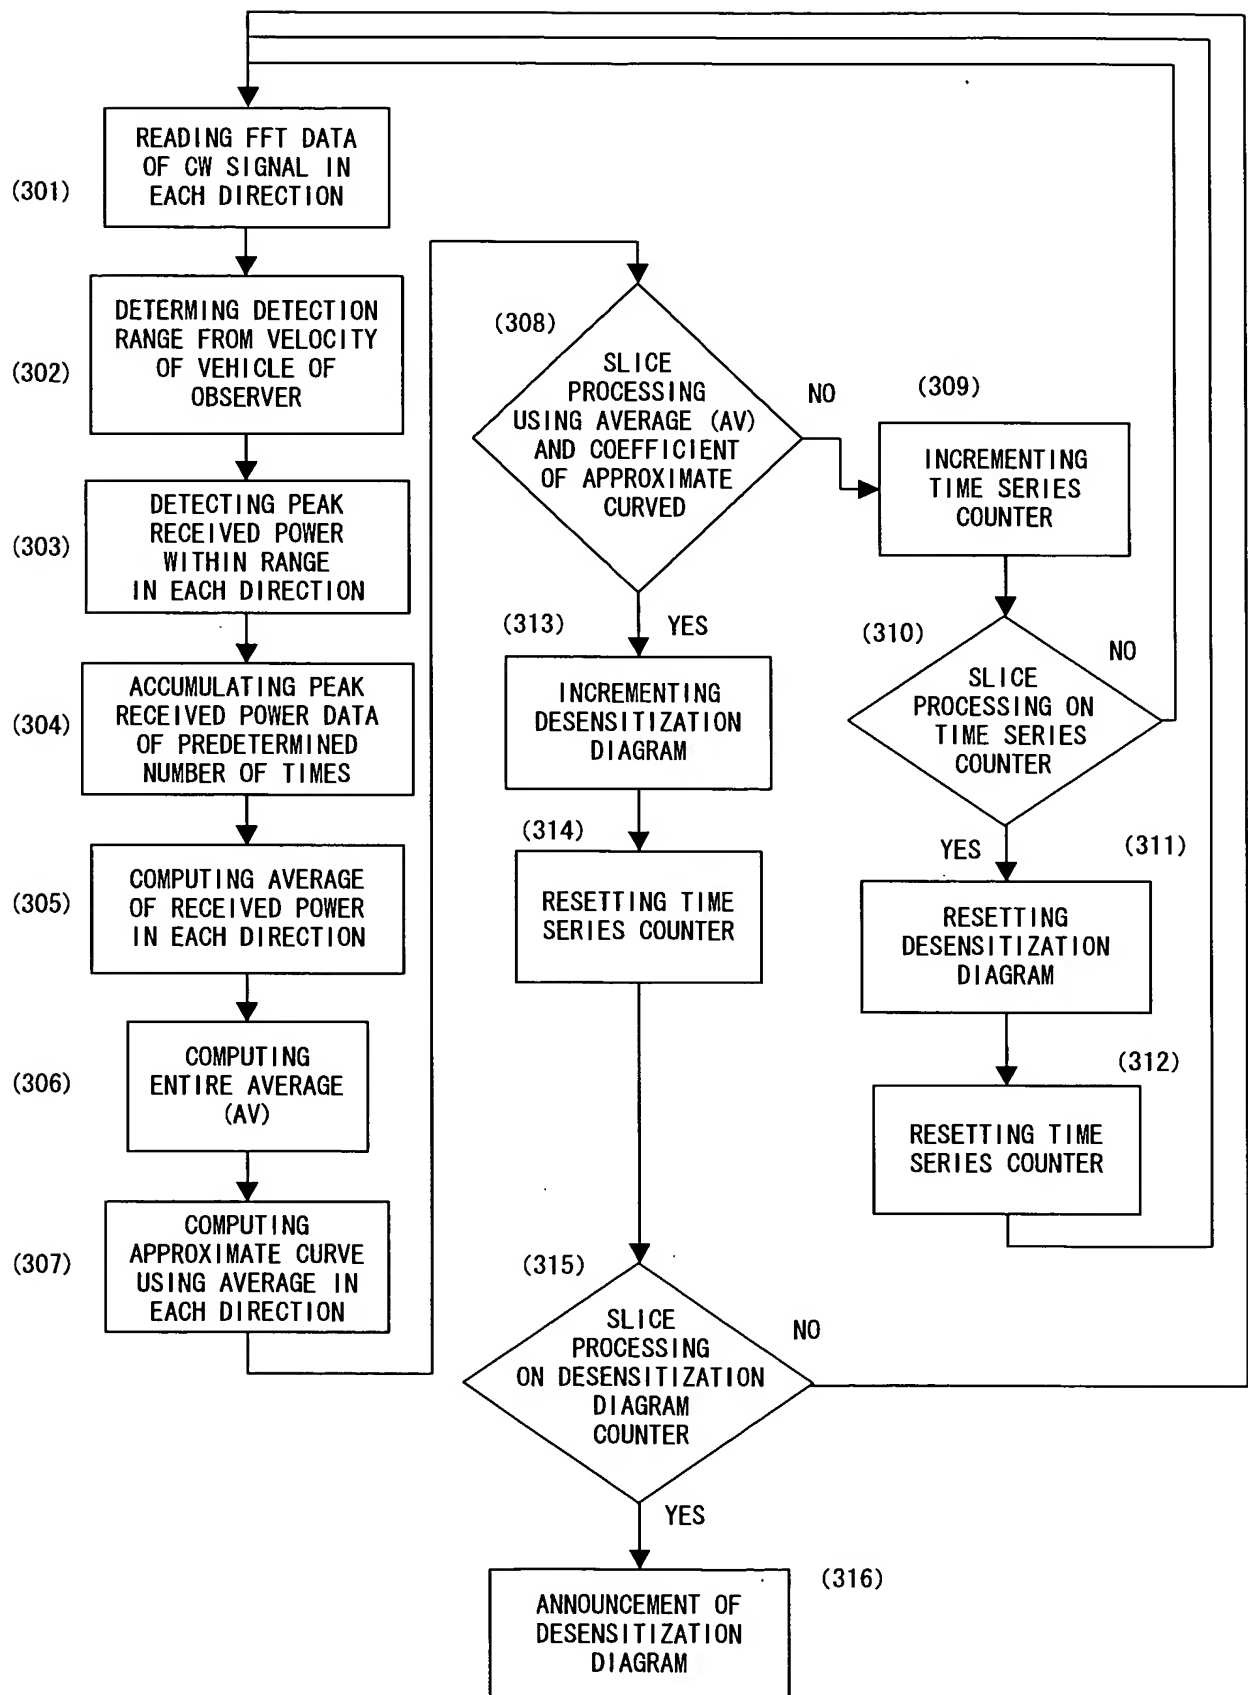 READING FFT DATA
OF CW SIGNAL IN
EACH DIRECTION
(301)
DETERMING DETECTION
RANGE FROM VELOCITY
OF VEHICLE OF
OBSERVER
(302)
DETECTING PEAK
RECEIVED POWER
WITHIN RANGE
IN EACH DIRECTION
(303)
ACCUMULATING PEAK
RECEIVED POWER DATA
OF PREDETERMINED
NUMBER OF TIMES
(304)
COMPUTING AVERAGE
OF RECEIVED POWER
IN EACH DIRECTION
(305)
COMPUTING
ENTIRE AVERAGE
(AV)
(306)
COMPUTING
APPROXIMATE CURVE
USING AVERAGE IN
EACH DIRECTION
(307)
(308)
SLICE
PROCESSING
USING AVERAGE (AV)
AND COEFFICIENT
OF APPROXIMATE
CURVED
NO
YES
(309)
INCREMENTING
TIME SERIES
COUNTER
(310)
SLICE
PROCESSING ON
TIME SERIES
COUNTER
NO
YES
(311)
RESETTING
DESENSITIZATION
DIAGRAM
(312)
RESETTING TIME
SERIES COUNTER
(313)
INCREMENTING
DESENSITIZATION
DIAGRAM
(314)
RESETTING TIME
SERIES COUNTER
(315)
SLICE
PROCESSING
ON DESENSITIZATION
DIAGRAM
COUNTER
NO
YES
(316)
ANNOUNCEMENT OF
DESENSITIZATION
DIAGRAM